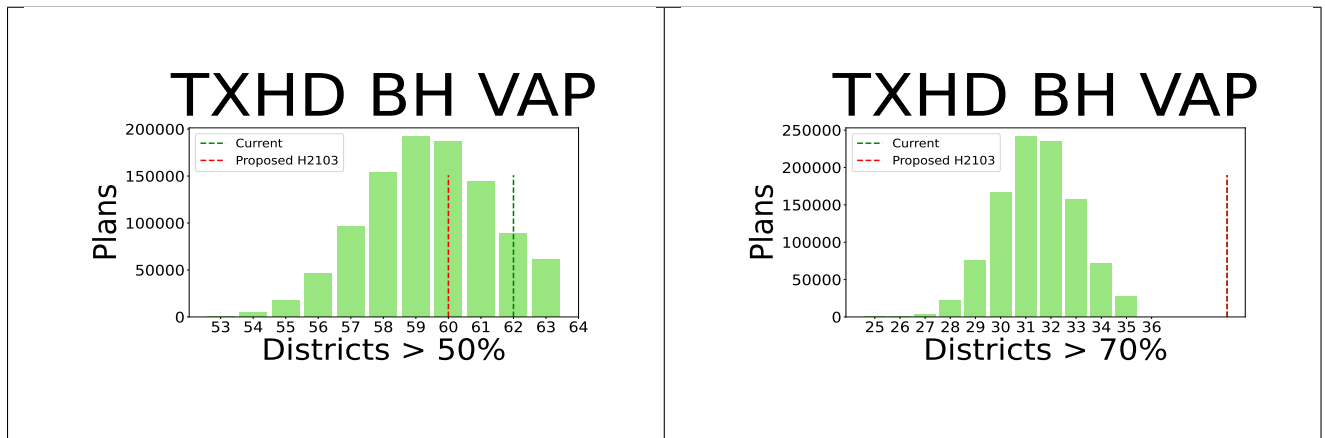 TXHD BH VAP
200000
150000
100000
50000
0
Plans
Current
Proposed H2103
53 54 55 56 57 58 59 60 61 62 63 64
Districts > 50%
TXHD BH VAP
250000
200000
150000
100000
50000
0
Plans
Current
Proposed H2103
25 26 27 28 29 30 31 32 33 34 35 36
Districts > 70%